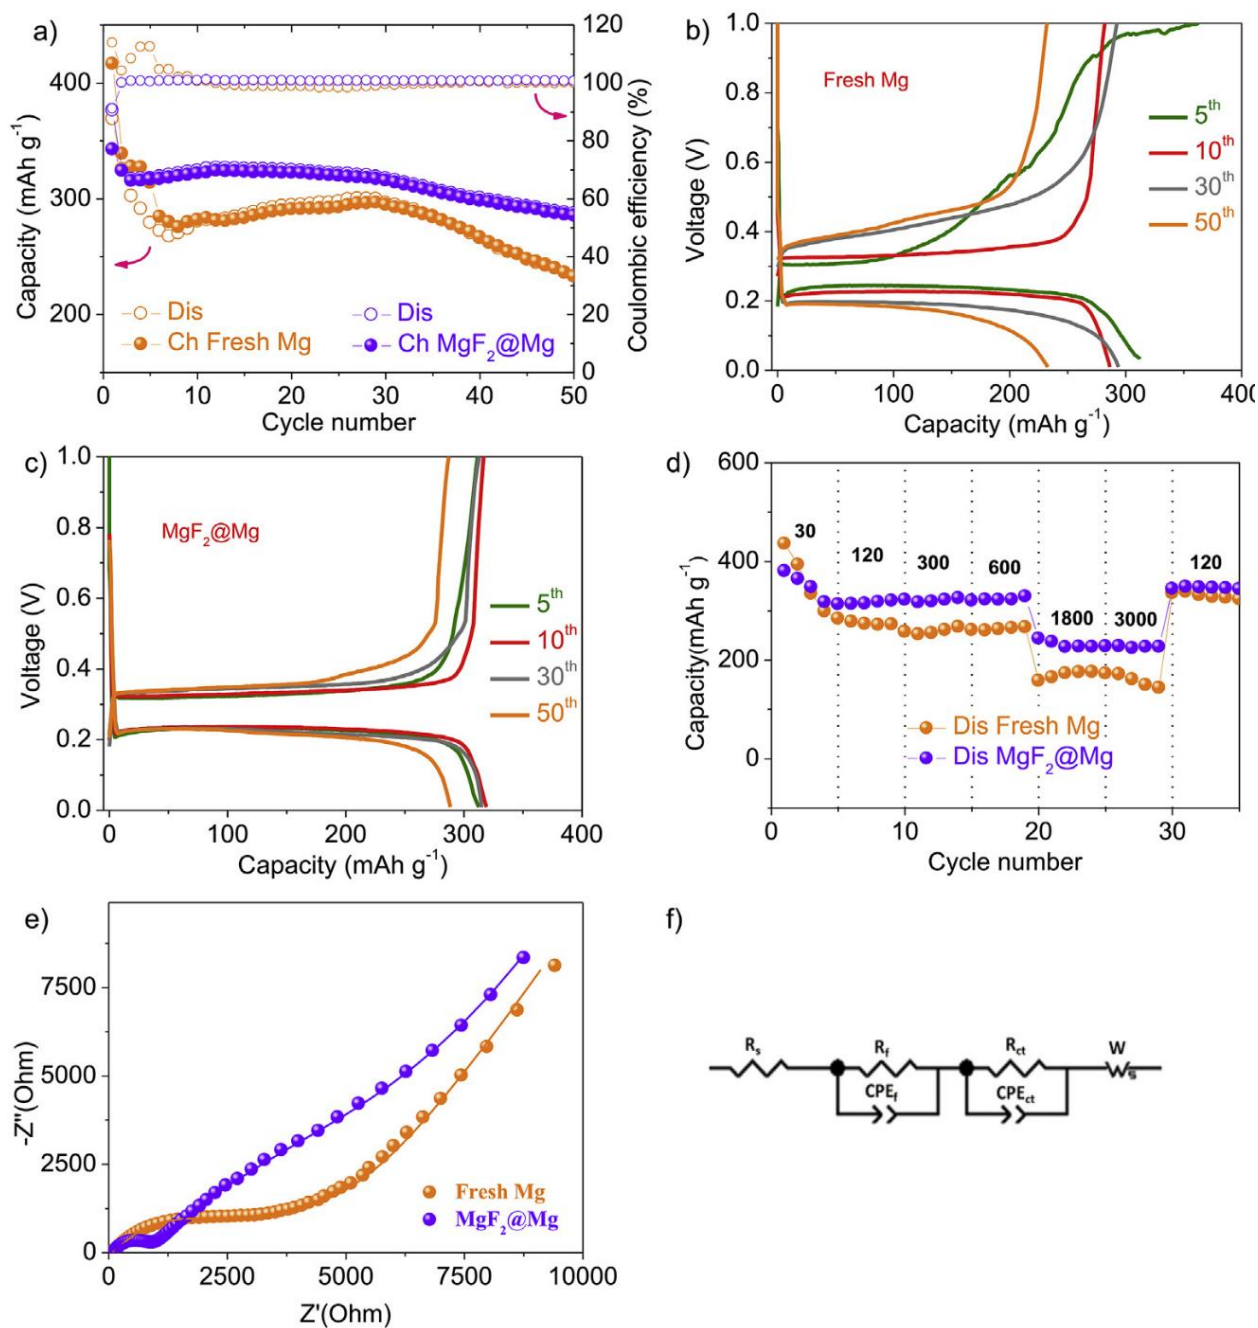 a)
Capacity (mAh g⁻¹)
400
300
200
120
100
80
60
40
20
0
Coulombic efficiency (%)
Dis
Ch Fresh Mg
Dis
Ch MgF₂@Mg
0 10 20 30 40 50
Cycle number
b)
Voltage (V)
1.0
0.8
0.6
0.4
0.2
0.0
Fresh Mg
5ᵗʰ
10ᵗʰ
30ᵗʰ
50ᵗʰ
0 100 200 300 400
Capacity (mAh g⁻¹)
c)
Voltage (V)
1.0
0.8
0.6
0.4
0.2
0.0
MgF₂@Mg
5ᵗʰ
10ᵗʰ
30ᵗʰ
50ᵗʰ
0 100 200 300 400
Capacity (mAh g⁻¹)
d)
Capacity(mAh g⁻¹)
600
400
200
0
30
120
300
600
1800
3000
120
Dis Fresh Mg
Dis MgF₂@Mg
0 10 20 30
Cycle number
e)
-Z"(Ohm)
7500
5000
2500
0
Fresh Mg
MgF₂@Mg
0 2500 5000 7500 10000
Z'(Ohm)
f)
Rₛ
R_f
CPE_f
R_ct
CPE_ct
W
s